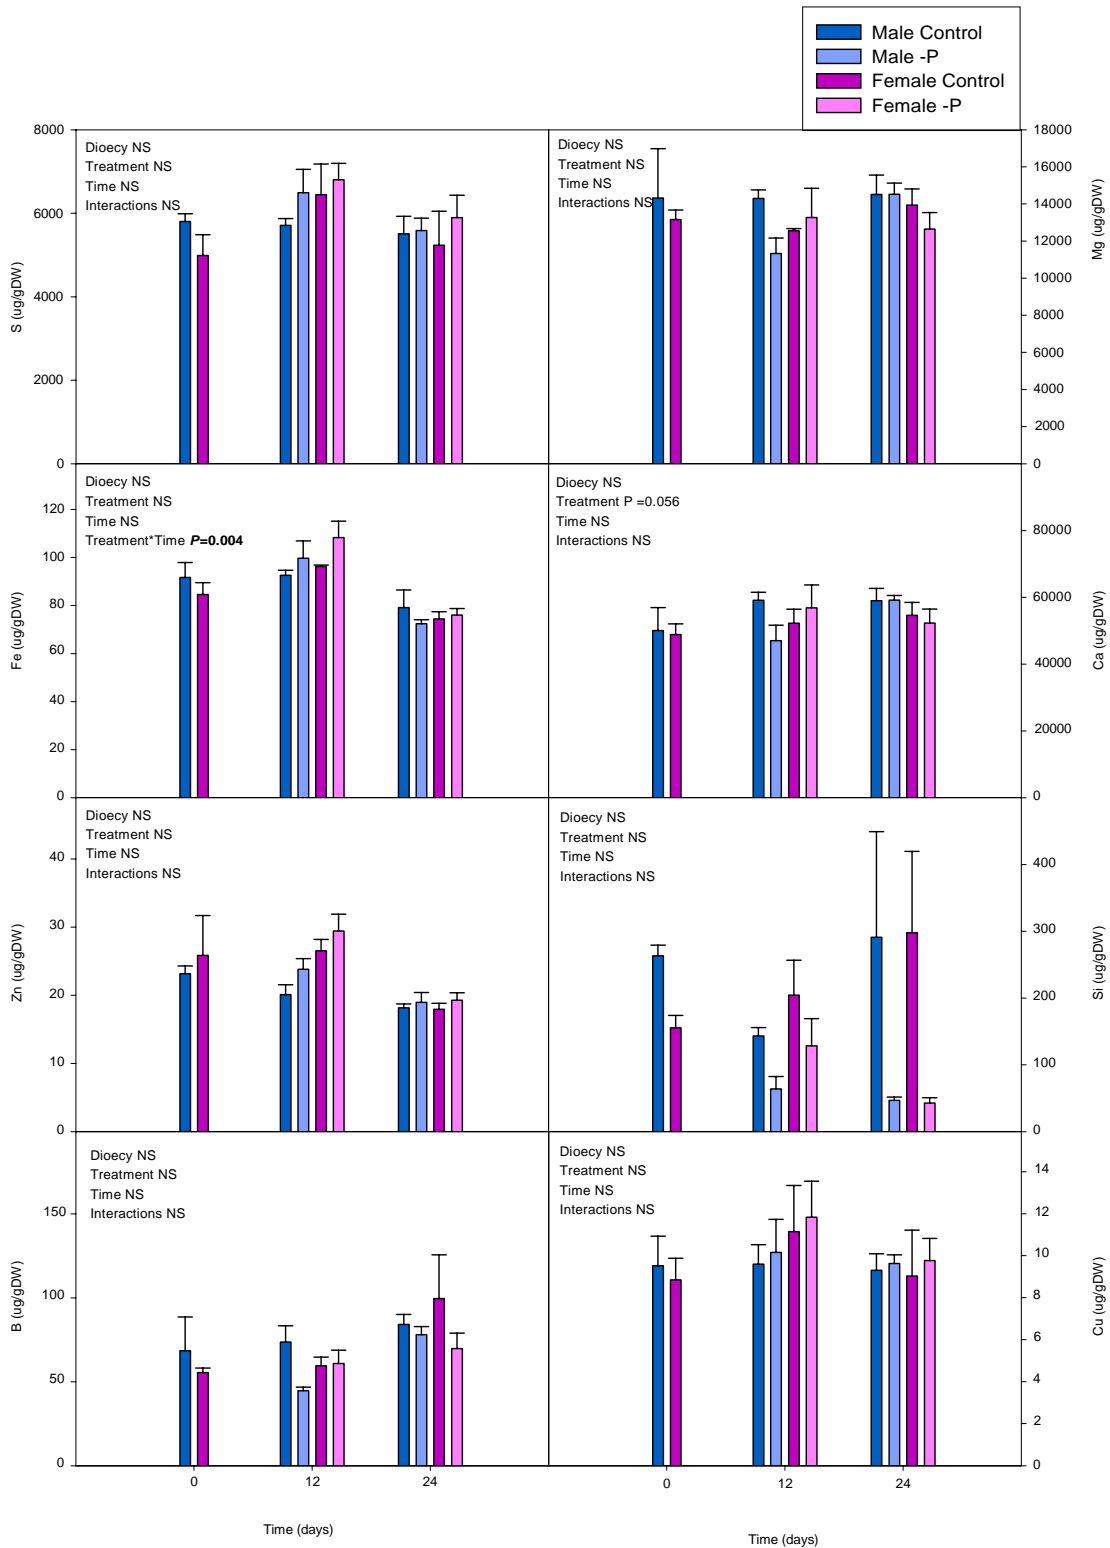 Male Control
Male -P
Female Control
Female -P
8000
6000
4000
2000
0
S (ug/gDW)
Dioecy NS
Treatment NS
Time NS
Interactions NS
Dioecy NS
Treatment NS
Time NS
Interactions NS
18000
16000
14000
12000
10000
8000
6000
4000
2000
0
Mg (ug/gDW)
120
100
80
60
40
20
0
Fe (ug/gDW)
Dioecy NS
Treatment NS
Time NS
Treatment*Time P=0.004
Dioecy NS
Treatment P =0.056
Time NS
Interactions NS
80000
60000
40000
20000
0
Ca (ug/gDW)
40
30
20
10
0
Zn (ug/gDW)
Dioecy NS
Treatment NS
Time NS
Interactions NS
Dioecy NS
Treatment NS
Time NS
Interactions NS
400
300
200
100
0
Si (ug/gDW)
150
100
50
0
B (ug/gDW)
Dioecy NS
Treatment NS
Time NS
Interactions NS
Dioecy NS
Treatment NS
Time NS
Interactions NS
14
12
10
8
6
4
2
0
Cu (ug/gDW)
0 12 24
Time (days)
0 12 24
Time (days)